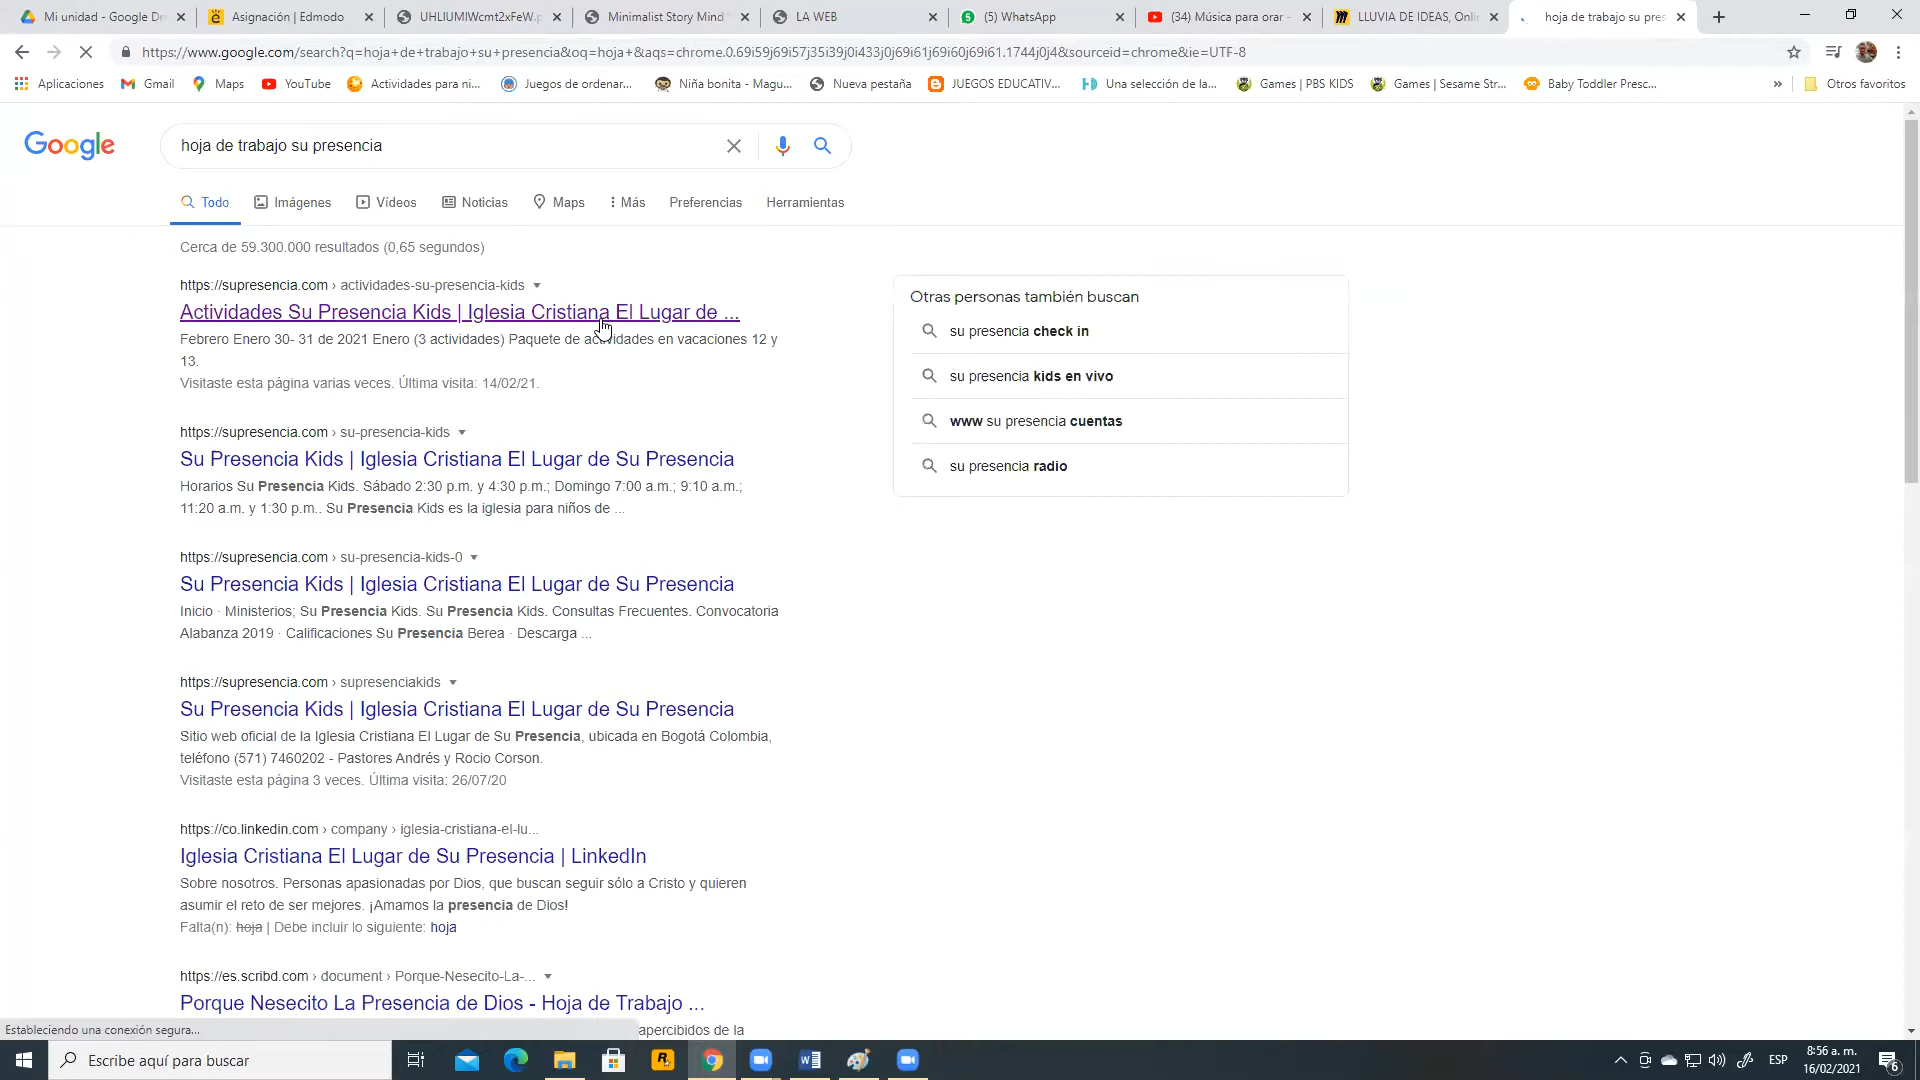 Mi unidad - Google Dr
Asignación | Edmodo
UHLIUMIWcmt2xFeW.p
Minimalist Story Mind
LA WEB
(5) WhatsApp
(34) Música para orar -
LLUVIA DE IDEAS, Onli
hoja de trabajo su pres
https://www.google.com/search?q=hoja+de+trabajo+su+presencia&oq=hoja+&aqs=chrome.0.69i59j69i57j35i39j0i433j0j69i61j69i60j69i61.1744j0j4&sourceid=chrome&ie=UTF-8
Aplicaciones
Gmail
Maps
YouTube
Actividades para ni...
Juegos de ordenar...
Niña bonita - Magu...
Nueva pestaña
JUEGOS EDUCATIV...
Una selección de la...
Games | PBS KIDS
Games | Sesame Str...
Baby Toddler Presc...
»
Otros favoritos
Google
hoja de trabajo su presencia
Todo
Imágenes
Vídeos
Noticias
Maps
Más
Preferencias
Herramientas
Cerca de 59.300.000 resultados (0,65 segundos)
https://supresencia.com › actividades-su-presencia-kids
Actividades Su Presencia Kids | Iglesia Cristiana El Lugar de ...
Febrero Enero 30- 31 de 2021 Enero (3 actividades) Paquete de actividades en vacaciones 12 y
13.
Visitaste esta página varias veces. Última visita: 14/02/21.
https://supresencia.com › su-presencia-kids
Su Presencia Kids | Iglesia Cristiana El Lugar de Su Presencia
Horarios Su Presencia Kids. Sábado 2:30 p.m. y 4:30 p.m.; Domingo 7:00 a.m.; 9:10 a.m.;
11:20 a.m. y 1:30 p.m.. Su Presencia Kids es la iglesia para niños de ...
https://supresencia.com › su-presencia-kids-0
Su Presencia Kids | Iglesia Cristiana El Lugar de Su Presencia
Inicio · Ministerios; Su Presencia Kids. Su Presencia Kids. Consultas Frecuentes. Convocatoria
Alabanza 2019 · Calificaciones Su Presencia Berea · Descarga ...
https://supresencia.com › supresenciakids
Su Presencia Kids | Iglesia Cristiana El Lugar de Su Presencia
Sitio web oficial de la Iglesia Cristiana El Lugar de Su Presencia, ubicada en Bogotá Colombia,
teléfono (571) 7460202 - Pastores Andrés y Rocio Corson.
Visitaste esta página 3 veces. Última visita: 26/07/20
https://co.linkedin.com › company › iglesia-cristiana-el-lu...
Iglesia Cristiana El Lugar de Su Presencia | LinkedIn
Sobre nosotros. Personas apasionadas por Dios, que buscan seguir sólo a Cristo y quieren
asumir el reto de ser mejores. ¡Amamos la presencia de Dios!
Falta(n): hoja | Debe incluir lo siguiente: hoja
https://es.scribd.com › document › Porque-Nesecito-La-...
Porque Nesecito La Presencia de Dios - Hoja de Trabajo ...
apercibidos de la
Otras personas también buscan
su presencia check in
su presencia kids en vivo
www su presencia cuentas
su presencia radio
Estableciendo una conexión segura...
Escribe aquí para buscar
ESP
8:56 a. m.
16/02/2021
6